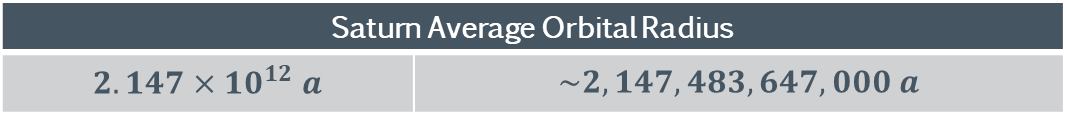 Saturn Average Orbital Radius
2.147 × 10¹² a
~2,147,483,647,000 a